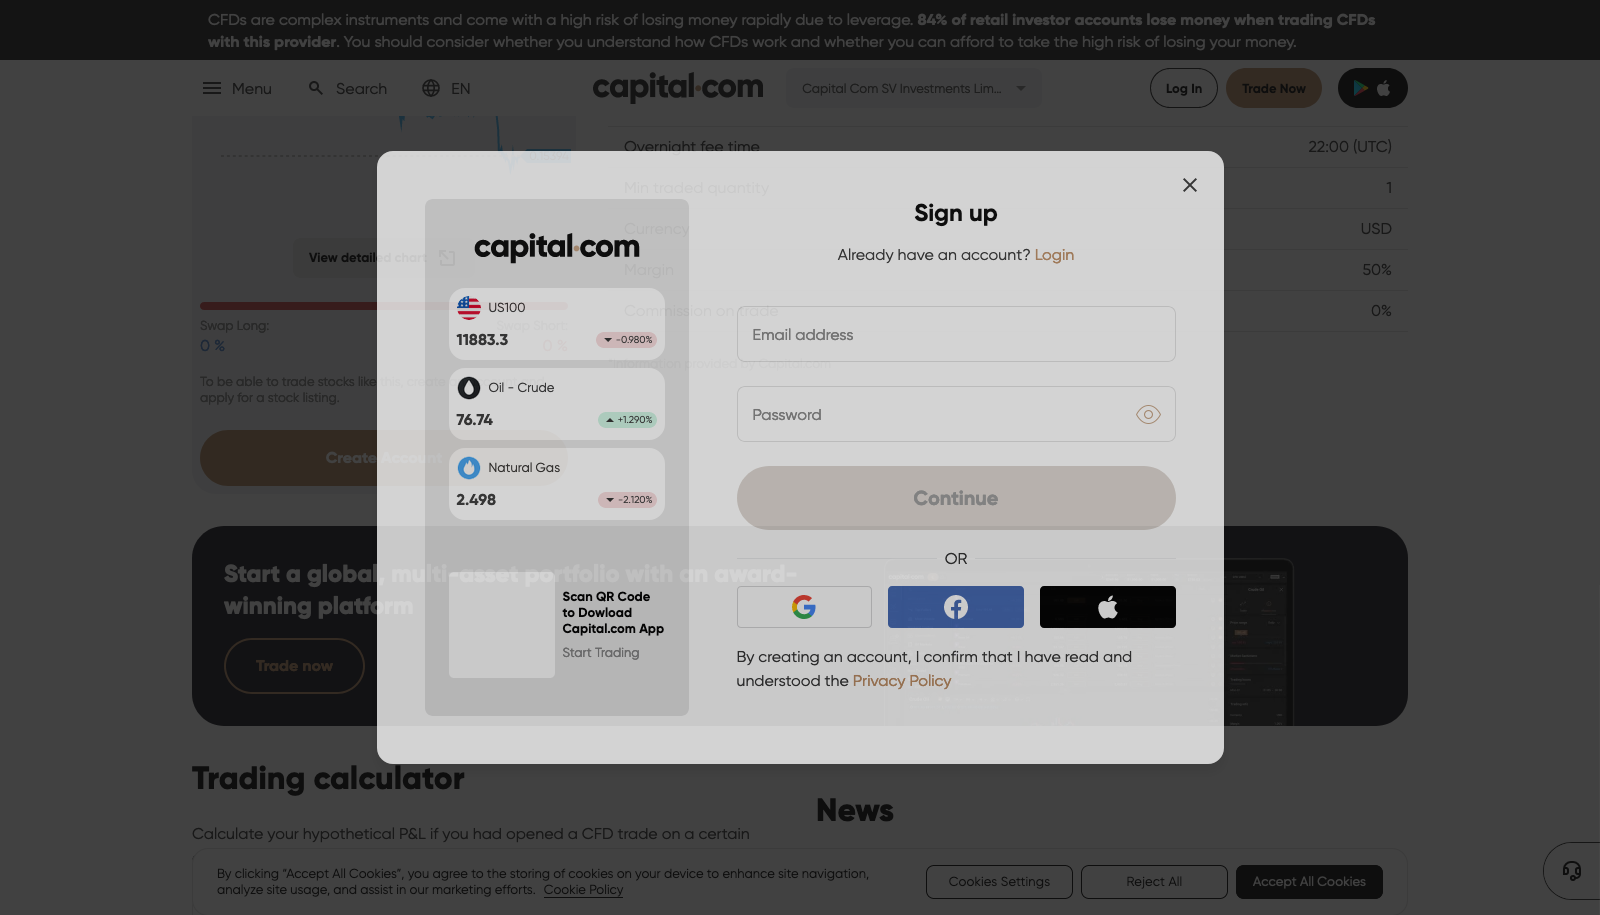 CFDs are complex instruments and come with a high risk of losing money rapidly due to leverage. 84% of retail investor accounts lose money when trading CFDs
with this provider. You should consider whether you understand how CFDs work and whether you can afford to take the high risk of losing your money.
Menu
Search
EN
capital.com
Capital Com SV Investments Lim...
Log In
Trade Now
Overnight fee time
22:00 (UTC)
Min traded quantity
1
Currency
USD
Margin
50%
Commission on trade
0%
Information provided by Capital.com
View detailed chart
Swap Long:
0 %
Swap Short:
0 %
To be able to trade stocks like this, create
apply for a stock listing.
Create Account
Sign up
Already have an account? Login
capital.com
US100
11883.3
-0.980%
Oil - Crude
76.74
+1.290%
Natural Gas
2.498
-2.120%
Scan QR Code
to Dowload
Capital.com App
Start Trading
Email address
Password
Continue
OR
By creating an account, I confirm that I have read and
understood the Privacy Policy
Start a global, multi-asset portfolio with an award-
winning platform
Trade now
Trading calculator
Calculate your hypothetical P&L if you had opened a CFD trade on a certain
News
By clicking “Accept All Cookies”, you agree to the storing of cookies on your device to enhance site navigation,
analyze site usage, and assist in our marketing efforts. Cookie Policy
Cookies Settings
Reject All
Accept All Cookies